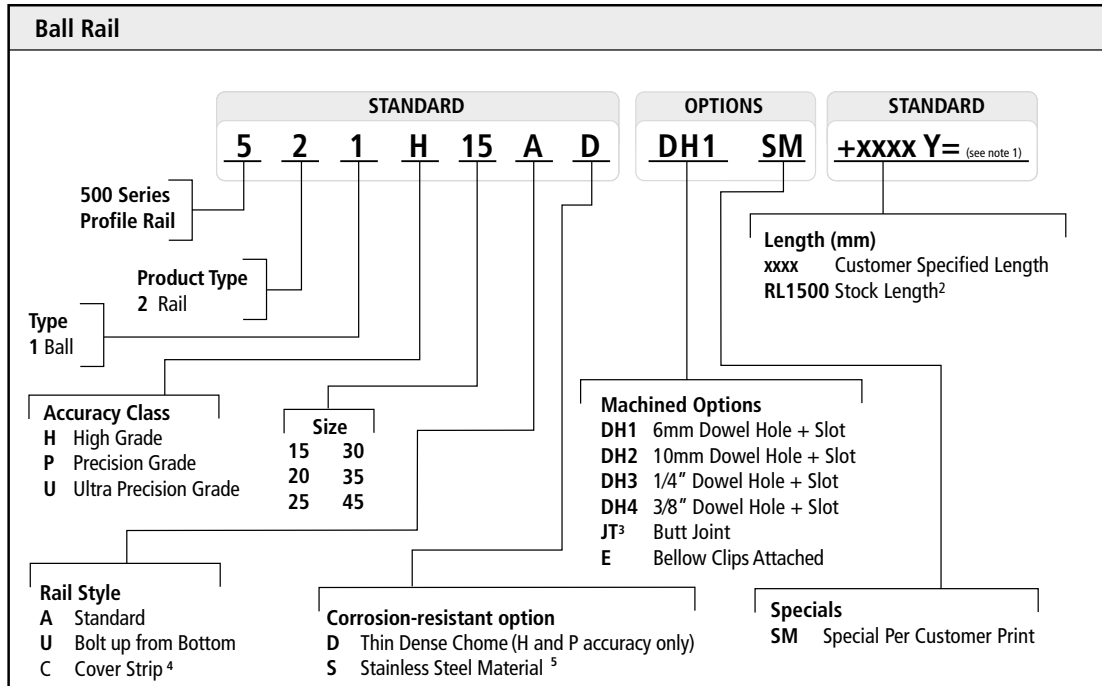 Ball Rail
STANDARD
OPTIONS
STANDARD
5 2 1 H 15 A D DH1 SM +xxxx Y= (see note 1)
500 Series
Profile Rail
Product Type
2 Rail
Type
1 Ball
Length (mm)
xxxx Customer Specified Length
RL1500 Stock Length2
Accuracy Class
H High Grade
P Precision Grade
U Ultra Precision Grade
Size
15 30
20 35
25 45
Machined Options
DH1 6mm Dowel Hole + Slot
DH2 10mm Dowel Hole + Slot
DH3 1/4" Dowel Hole + Slot
DH4 3/8" Dowel Hole + Slot
JT3 Butt Joint
E Bellow Clips Attached
Rail Style
A Standard
U Bolt up from Bottom
C Cover Strip 4
Corrosion-resistant option
D Thin Dense Chome (H and P accuracy only)
S Stainless Steel Material 5
Specials
SM Special Per Customer Print